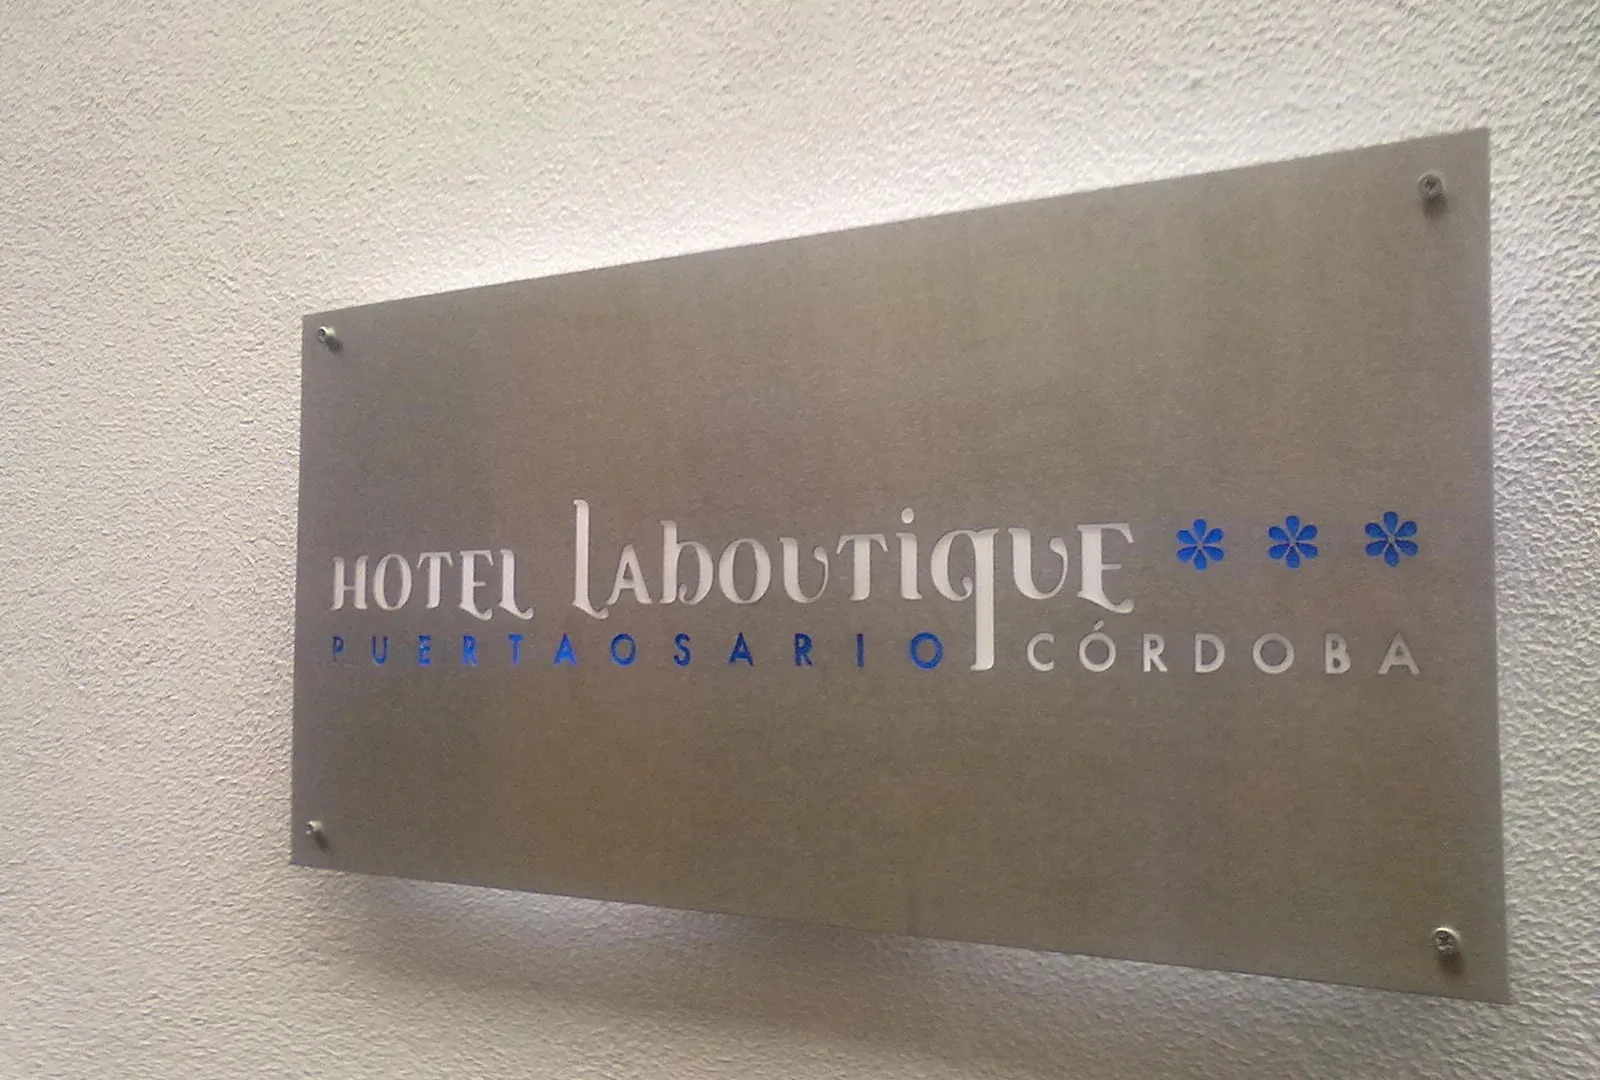 HOTEL LABOUTIQUE ***
PUERTAOSARIO CÓRDOBA